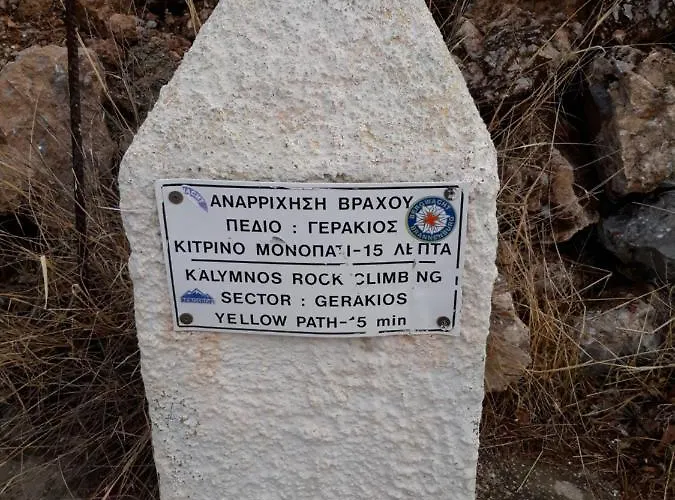 ΑΝΑΡΡΙΧΗΣΗ ΒΡΑΧΟΥ
ΠΕΔΙΟ : ΓΕΡΑΚΙΟΣ
ΚΙΤΡΙΝΟ ΜΟΝΟΠΑΤΙ-15 ΛΕΠΤΑ
KALYMNOS ROCK CLIMBING
SECTOR : GERAKIOS
YELLOW PATH-15 min